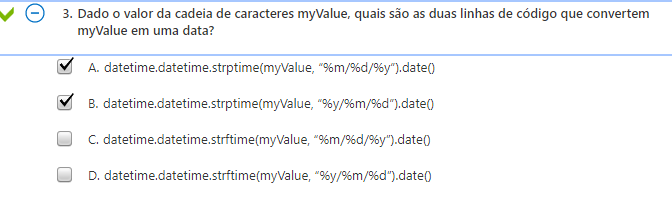 3. Dado o valor da cadeia de caracteres myValue, quais são as duas linhas de código que convertem
myValue em uma data?
A. datetime.datetime.strptime(myValue, "%m/%d/%y").date()
B. datetime.datetime.strptime(myValue, "%y/%m/%d").date()
C. datetime.datetime.strftime(myValue, "%m/%d/%y").date()
D. datetime.datetime.strftime(myValue, "%y/%m/%d").date()